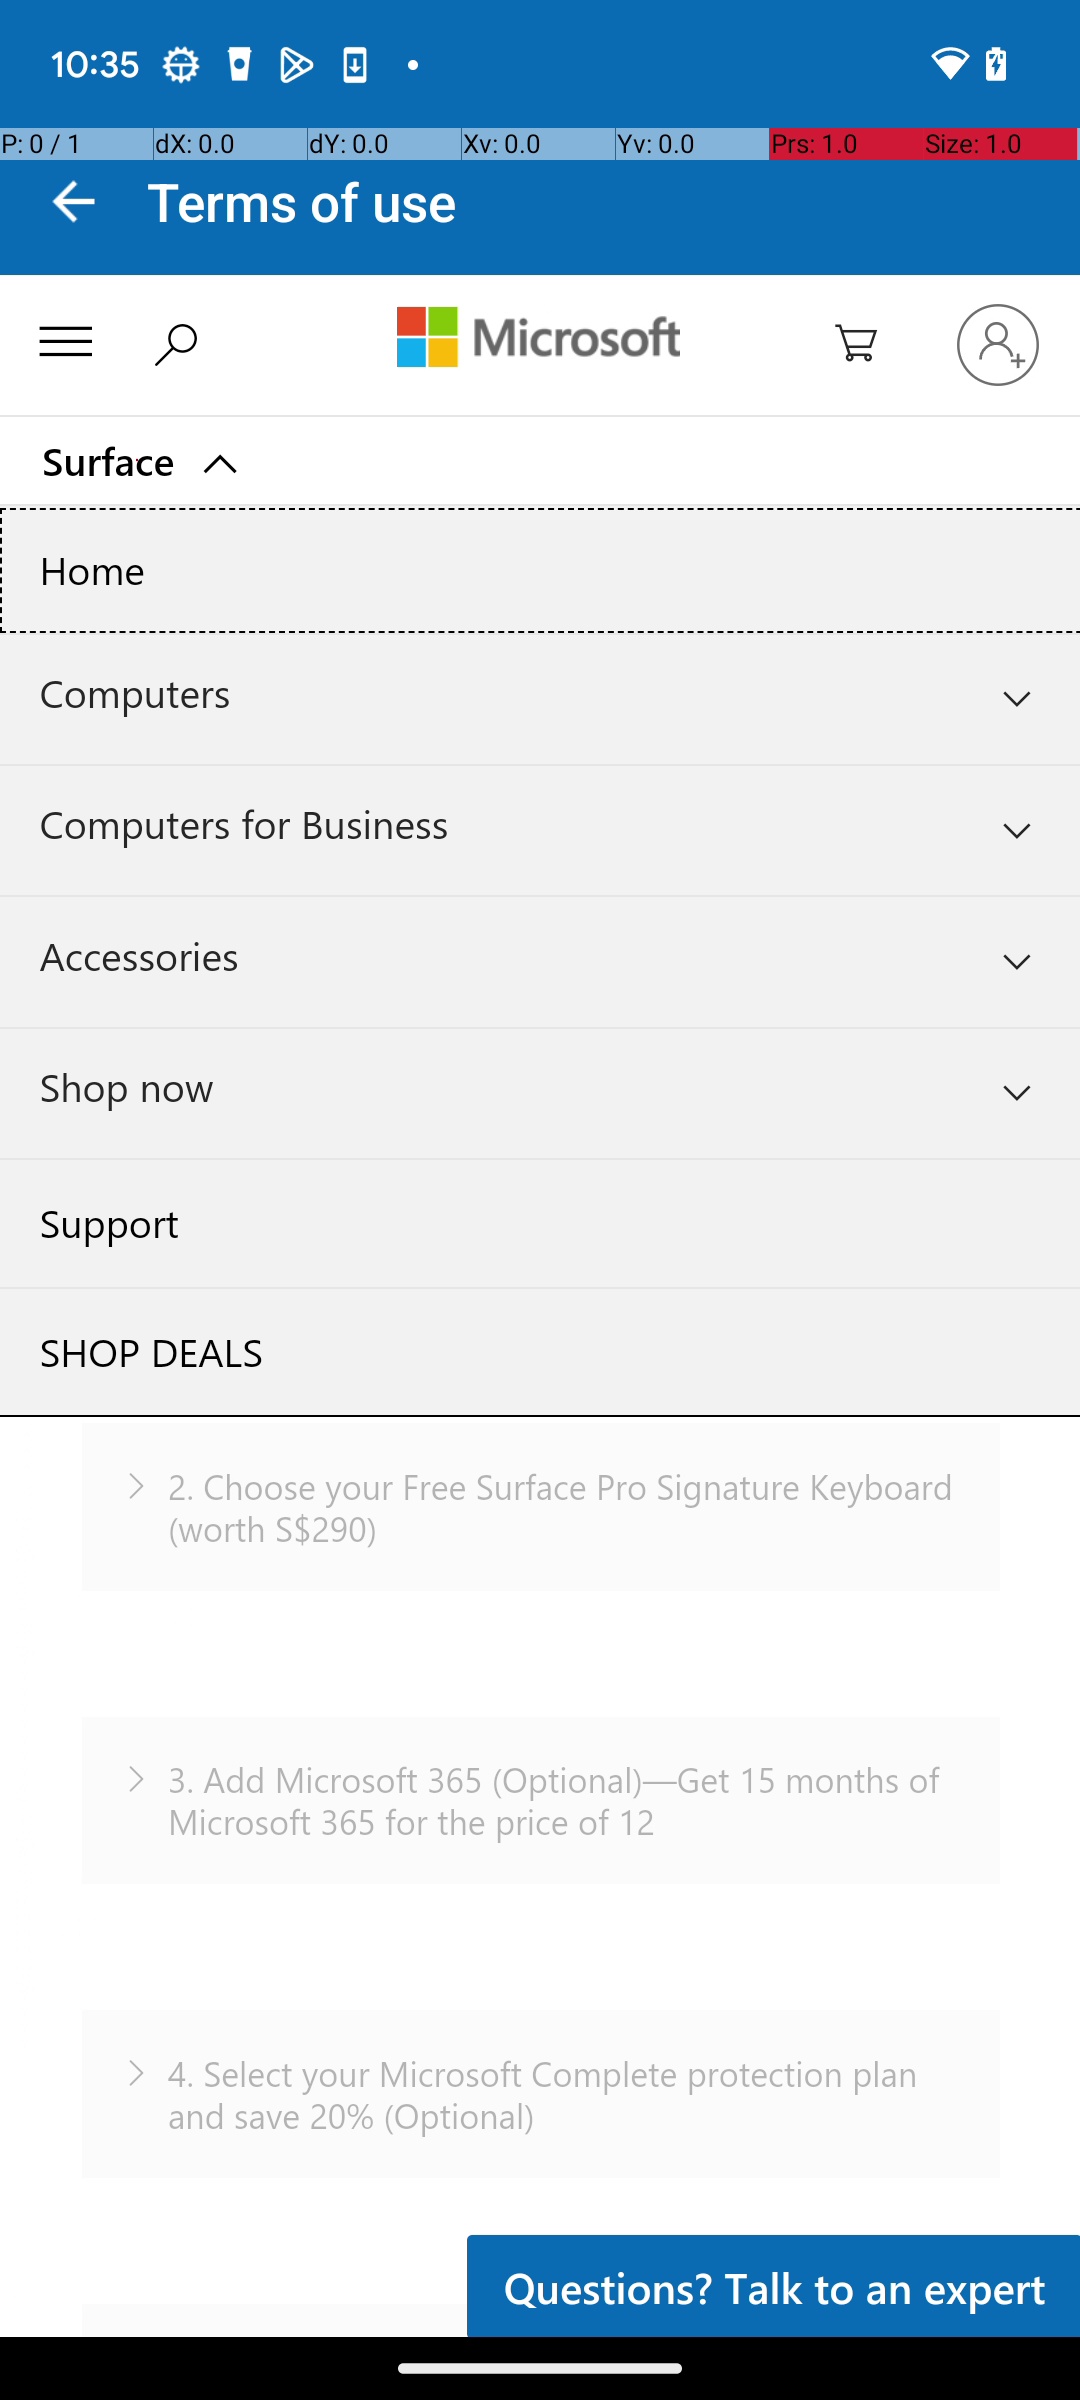 10:35
P: 0 / 1 dX: 0.0 dY: 0.0 Xv: 0.0 Yv: 0.0 Prs: 1.0 Size: 1.0
Terms of use
Microsoft
Surface
Home
Computers
Computers for Business
Accessories
Shop now
Support
SHOP DEALS
2. Choose your Free Surface Pro Signature Keyboard
(worth S$290)
3. Add Microsoft 365 (Optional)—Get 15 months of
Microsoft 365 for the price of 12
4. Select your Microsoft Complete protection plan
and save 20% (Optional)
Questions? Talk to an expert